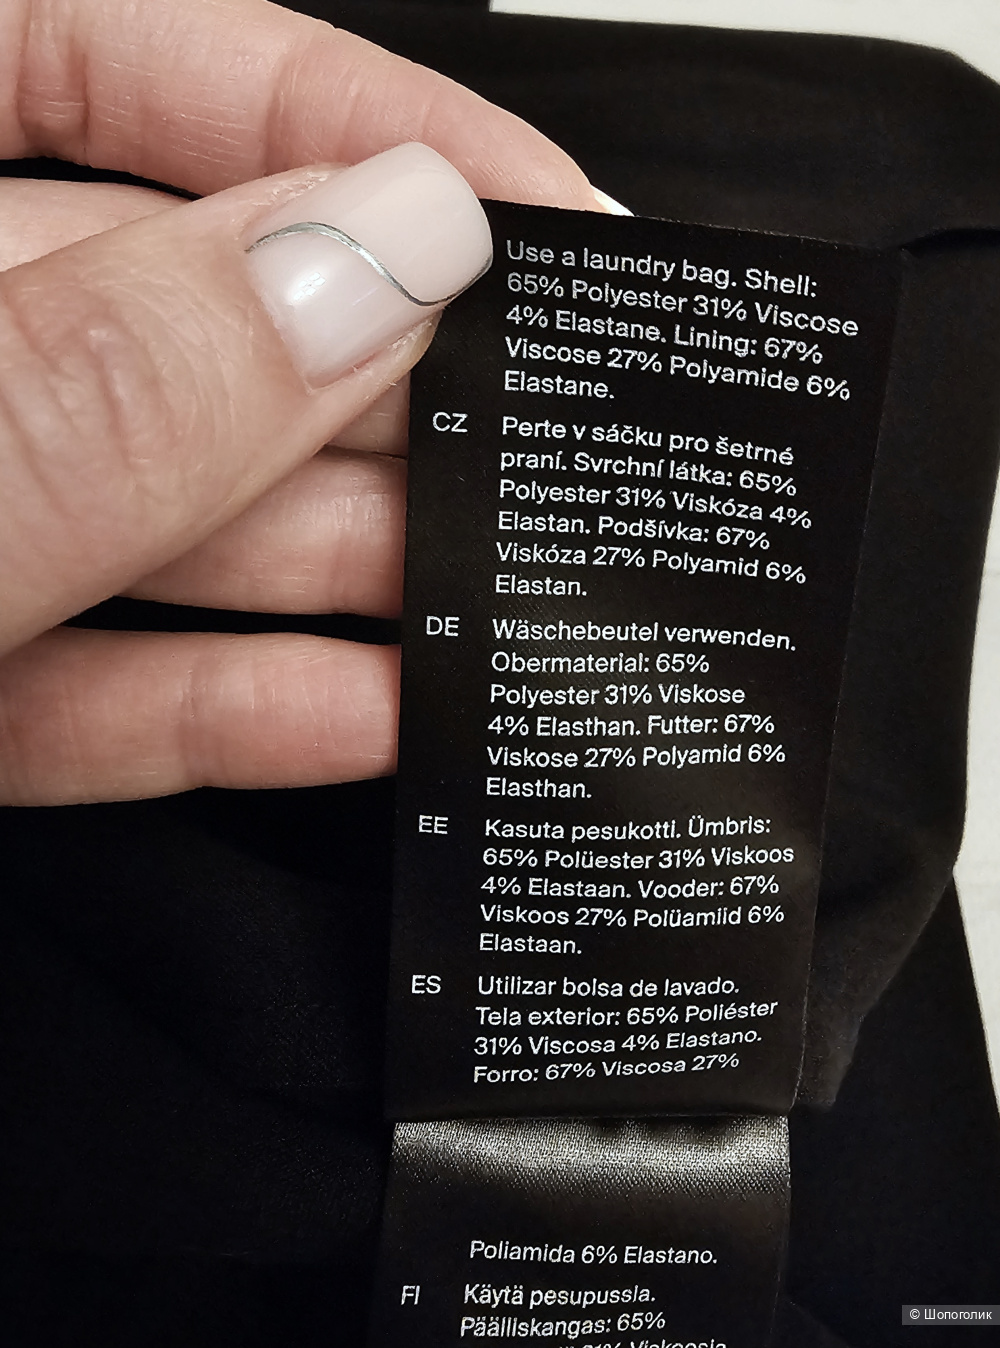 Use a laundry bag. Shell:
65% Polyester 31% Viscose
4% Elastane. Lining: 67%
Viscose 27% Polyamide 6%
Elastane.
CZ Perte v sáčku pro šetrné
praní. Svrchní látka: 65%
Polyester 31% Viskóza 4%
Elastan. Podšívka: 67%
Viskóza 27% Polyamid 6%
Elastan.
DE Wäschebeutel verwenden.
Obermaterial: 65%
Polyester 31% Viskose
4% Elasthan. Futter: 67%
Viskose 27% Polyamid 6%
Elasthan.
EE Kasuta pesukotti. Ümbris:
65% Polüester 31% Viskoos
4% Elastaan. Vooder: 67%
Viskoos 27% Polüamiid 6%
Elastaan.
ES Utilizar bolsa de lavado.
Tela exterior: 65% Poliéster
31% Viscosa 4% Elastano.
Forro: 67% Viscosa 27%
Poliamida 6% Elastano.
FI Käytä pesupussia.
Päälliskangas: 65%
© Шопоголик